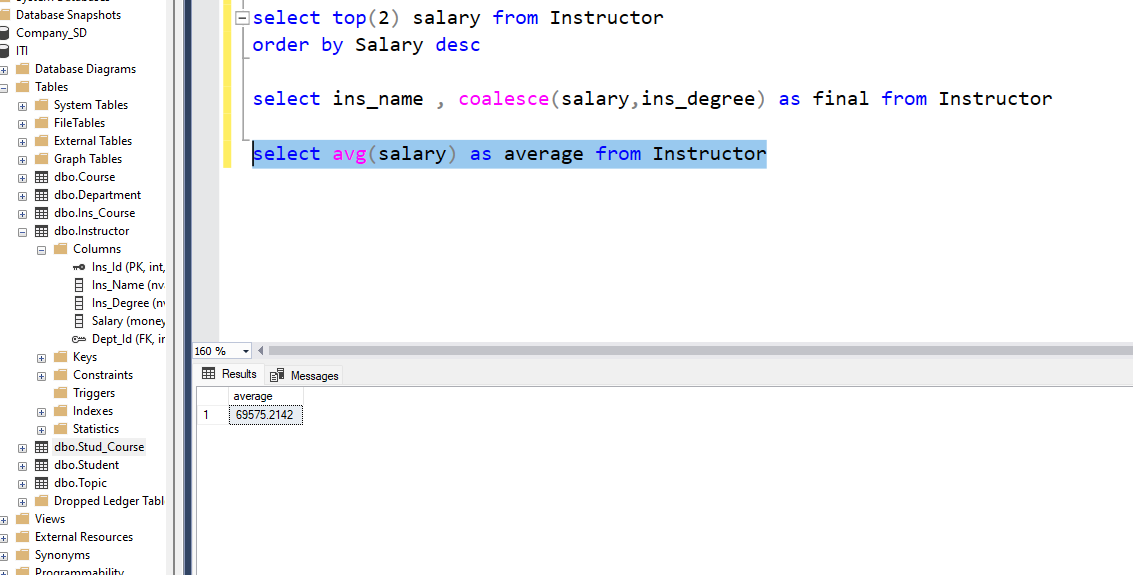 Database Snapshots
Company_SD
ITI
Database Diagrams
Tables
System Tables
FileTables
External Tables
Graph Tables
dbo.Course
dbo.Department
dbo.Ins_Course
dbo.Instructor
Columns
Ins_Id (PK, int,
Ins_Name (nva
Ins_Degree (nv
Salary (money
Dept_Id (FK, in
Keys
Constraints
Triggers
Indexes
Statistics
dbo.Stud_Course
dbo.Student
dbo.Topic
Dropped Ledger Tabl
Views
External Resources
Synonyms
Programmability
select top(2) salary from Instructor
order by Salary desc
select ins_name , coalesce(salary,ins_degree) as final from Instructor
select avg(salary) as average from Instructor
160 %
Results
Messages
average
1 69575.2142